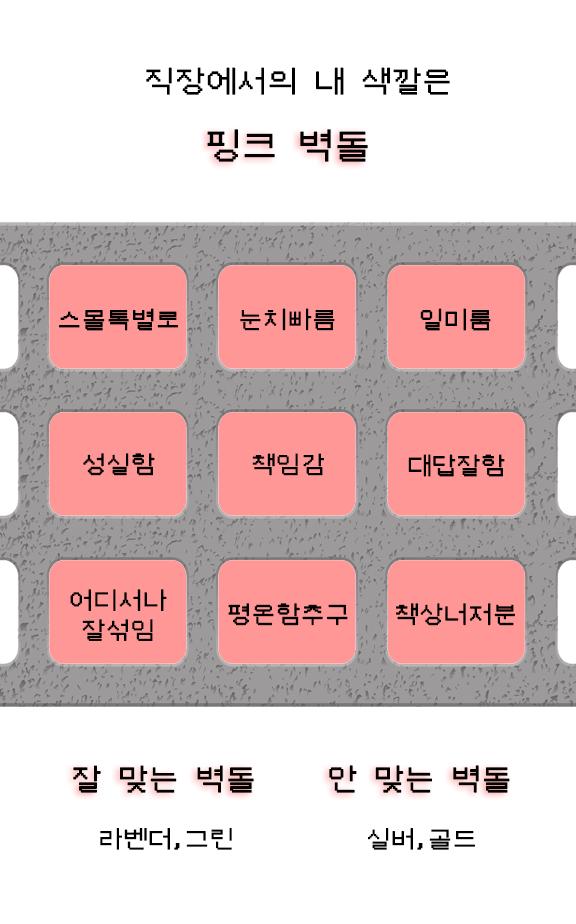 직장에서의 내 색깔은
핑크 벽돌
스몰톡별로
눈치빠름
일미룸
성실함
책임감
대답잘함
어디서나
잘섞임
평온함추구
책상너저분
잘 맞는 벽돌
안 맞는 벽돌
라벤더,그린
실버,골드